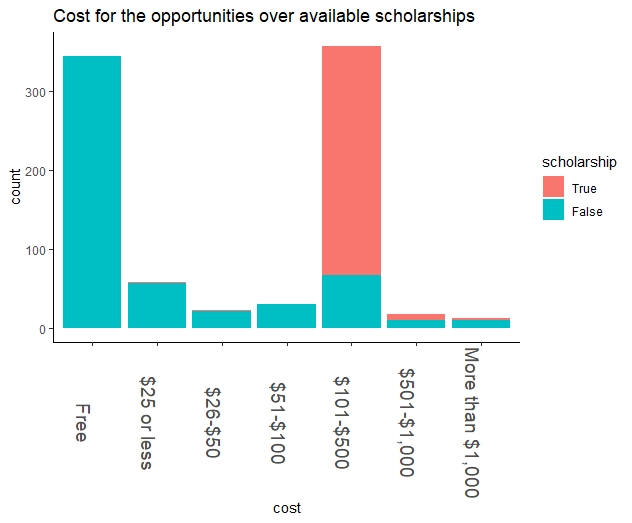 Cost for the opportunities over available scholarships
count
300
200
100
0
Free
$25 or less
$26-$50
$51-$100
$101-$500
$501-$1,000
More than $1,000
cost
scholarship
True
False